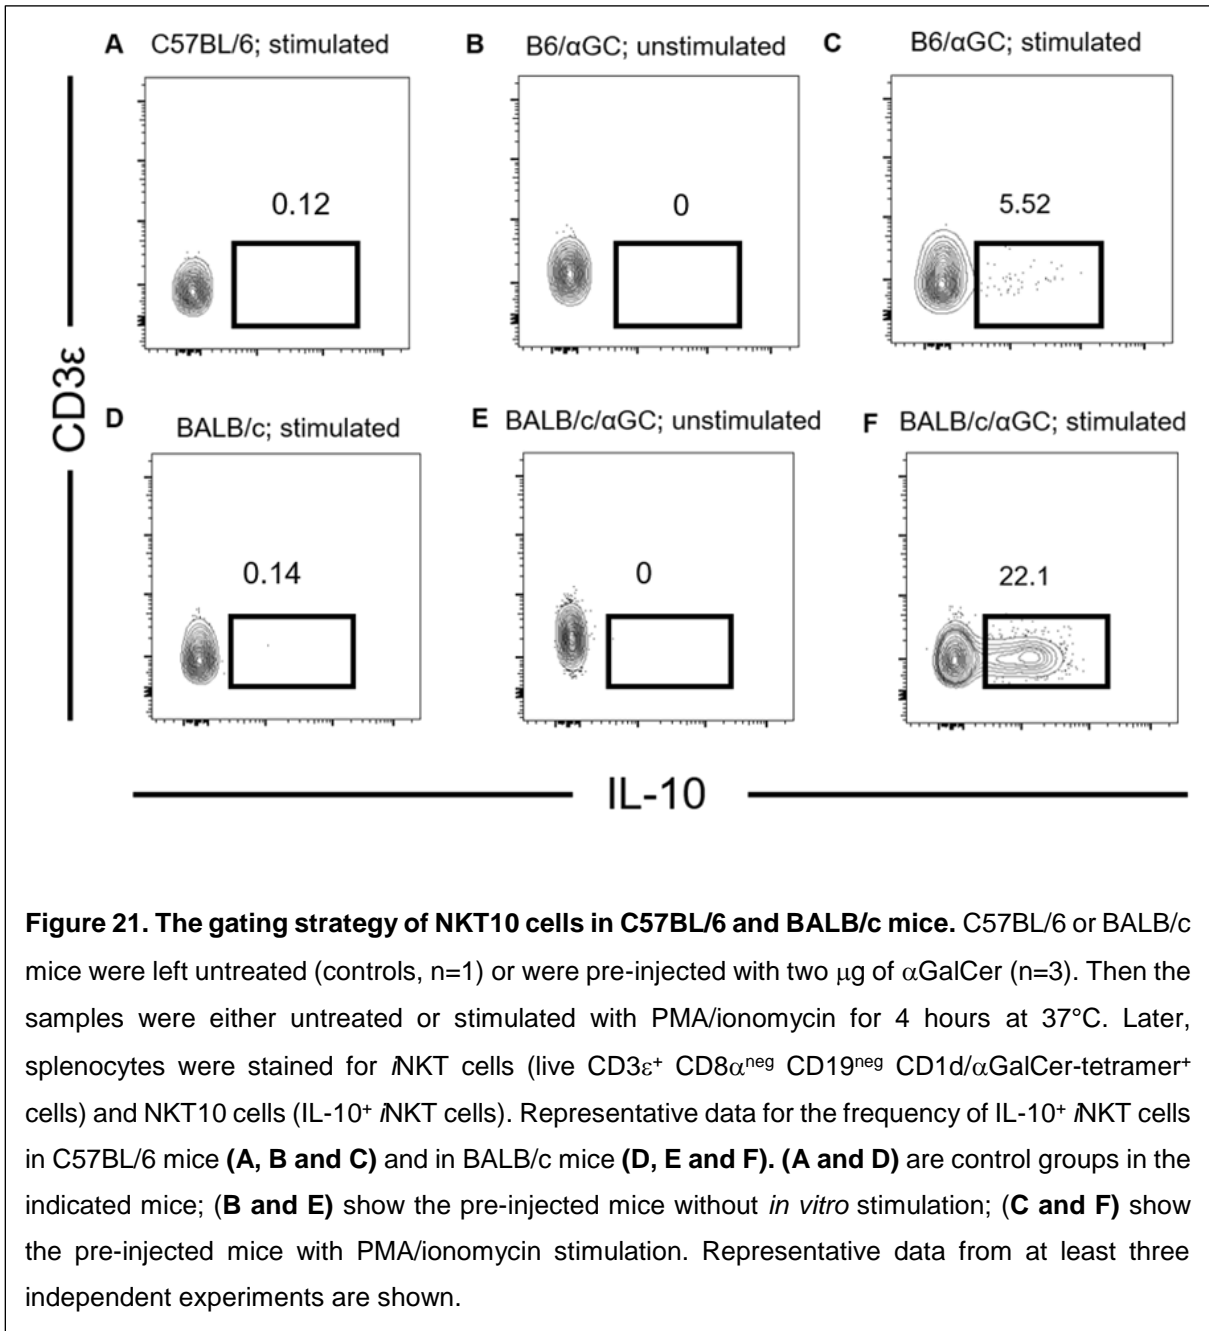 A C57BL/6; stimulated
B B6/αGC; unstimulated
C B6/αGC; stimulated
0.12
0
5.52
CD3ε
D BALB/c; stimulated
E BALB/c/αGC; unstimulated
F BALB/c/αGC; stimulated
0.14
0
22.1
IL-10
Figure 21. The gating strategy of NKT10 cells in C57BL/6 and BALB/c mice. C57BL/6 or BALB/c
mice were left untreated (controls, n=1) or were pre-injected with two μg of αGalCer (n=3). Then the
samples were either untreated or stimulated with PMA/ionomycin for 4 hours at 37°C. Later,
splenocytes were stained for iNKT cells (live CD3ε⁺ CD8αⁿᵉᵍ CD19ⁿᵉᵍ CD1d/αGalCer-tetramer⁺
cells) and NKT10 cells (IL-10⁺ iNKT cells). Representative data for the frequency of IL-10⁺ iNKT cells
in C57BL/6 mice (A, B and C) and in BALB/c mice (D, E and F). (A and D) are control groups in the
indicated mice; (B and E) show the pre-injected mice without in vitro stimulation; (C and F) show
the pre-injected mice with PMA/ionomycin stimulation. Representative data from at least three
independent experiments are shown.